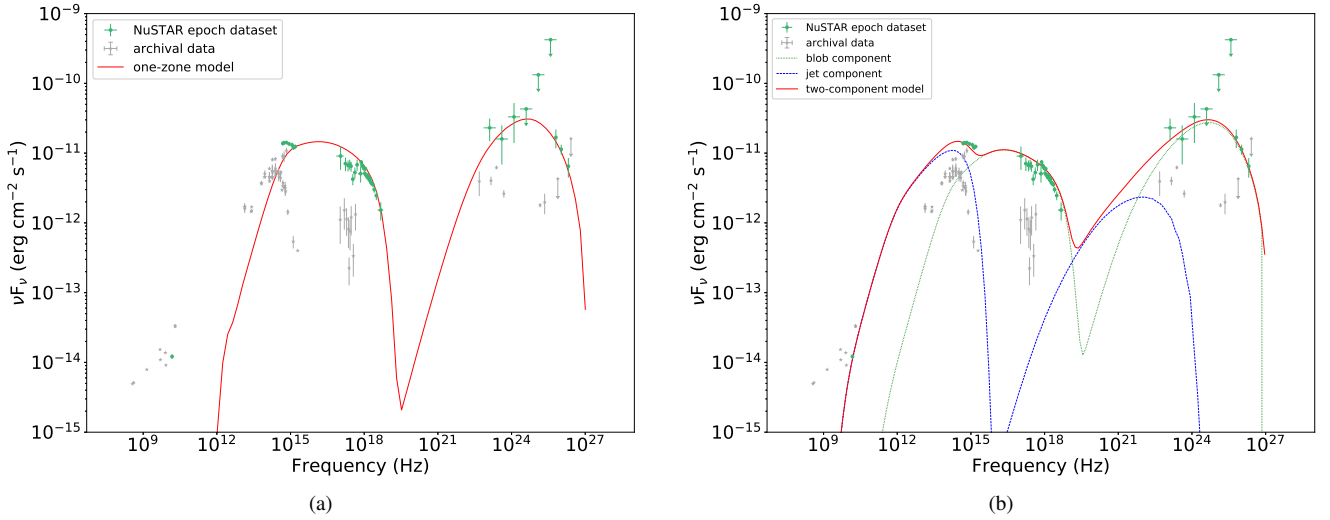 10⁻⁹
10⁻¹⁰
10⁻¹¹
10⁻¹²
10⁻¹³
10⁻¹⁴
10⁻¹⁵
νFν (erg cm⁻² s⁻¹)
NuSTAR epoch dataset
archival data
one-zone model
10⁹ 10¹² 10¹⁵ 10¹⁸ 10²¹ 10²⁴ 10²⁷
Frequency (Hz)
(a)
10⁻⁹
10⁻¹⁰
10⁻¹¹
10⁻¹²
10⁻¹³
10⁻¹⁴
10⁻¹⁵
νFν (erg cm⁻² s⁻¹)
NuSTAR epoch dataset
archival data
blob component
jet component
two-component model
10⁹ 10¹² 10¹⁵ 10¹⁸ 10²¹ 10²⁴ 10²⁷
Frequency (Hz)
(b)